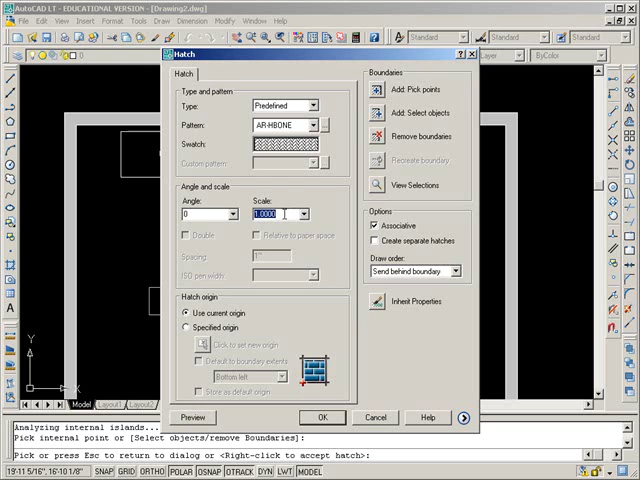 AutoCAD LT - EDUCATIONAL VERSION - [Drawing2.dwg]
File Edit View Insert Format Tools Draw Dimension Modify Window Help
Standard Standard Standard
ByColor
Hatch
Hatch
Type and pattern
Type: Predefined
Pattern: AR-HBONE
Swatch:
Custom pattern:
Angle and scale
Angle: Scale:
0 1.0000
Double Relative to paper space
Spacing: 1"
ISO pen width:
Hatch origin
Use current origin
Specified origin
Click to set new origin
Default to boundary extents
Bottom left
Store as default origin
Boundaries
Add: Pick points
Add: Select objects
Remove boundaries
Recreate boundary
View Selections
Options
Associative
Create separate hatches
Draw order:
Send behind boundary
Inherit Properties
Preview OK Cancel Help
Y
X
Model Layout1 Layout2
Analyzing internal islands...
Pick internal point or [Select objects/remove Boundaries]:
Pick or press Esc to return to dialog or <Right-click to accept hatch>:
19'-11 5/16", 16'-10 1/8" SNAP GRID ORTHO POLAR OSNAP OTRACK DYN LWT MODEL